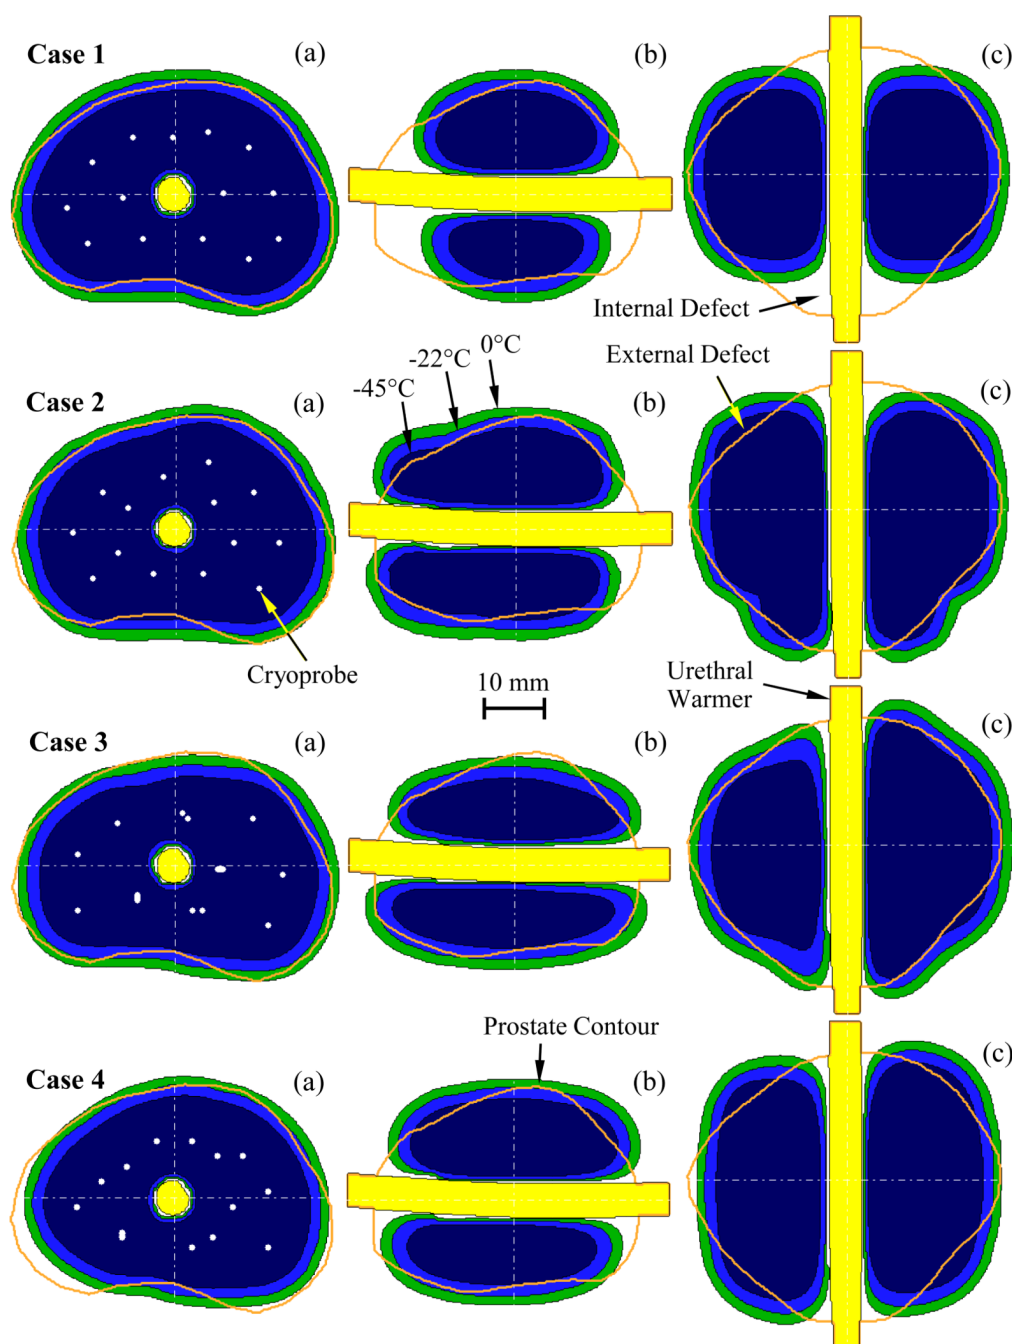 Case 1
(a)
(b)
(c)
Internal Defect
External Defect
0°C
-22°C
-45°C
Case 2
(a)
(b)
(c)
Cryoprobe
10 mm
Urethral
Warmer
Case 3
(a)
(b)
(c)
Prostate Contour
Case 4
(a)
(b)
(c)